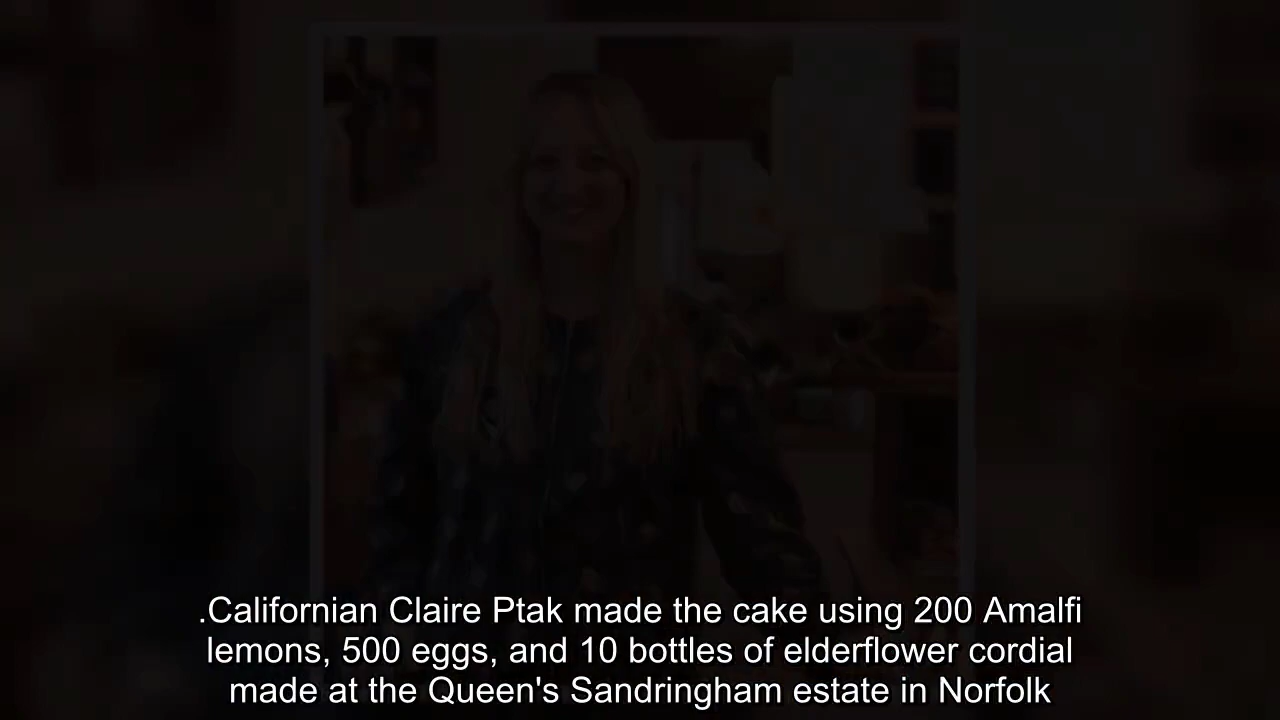 .Californian Claire Ptak made the cake using 200 Amalfi
lemons, 500 eggs, and 10 bottles of elderflower cordial
made at the Queen's Sandringham estate in Norfolk